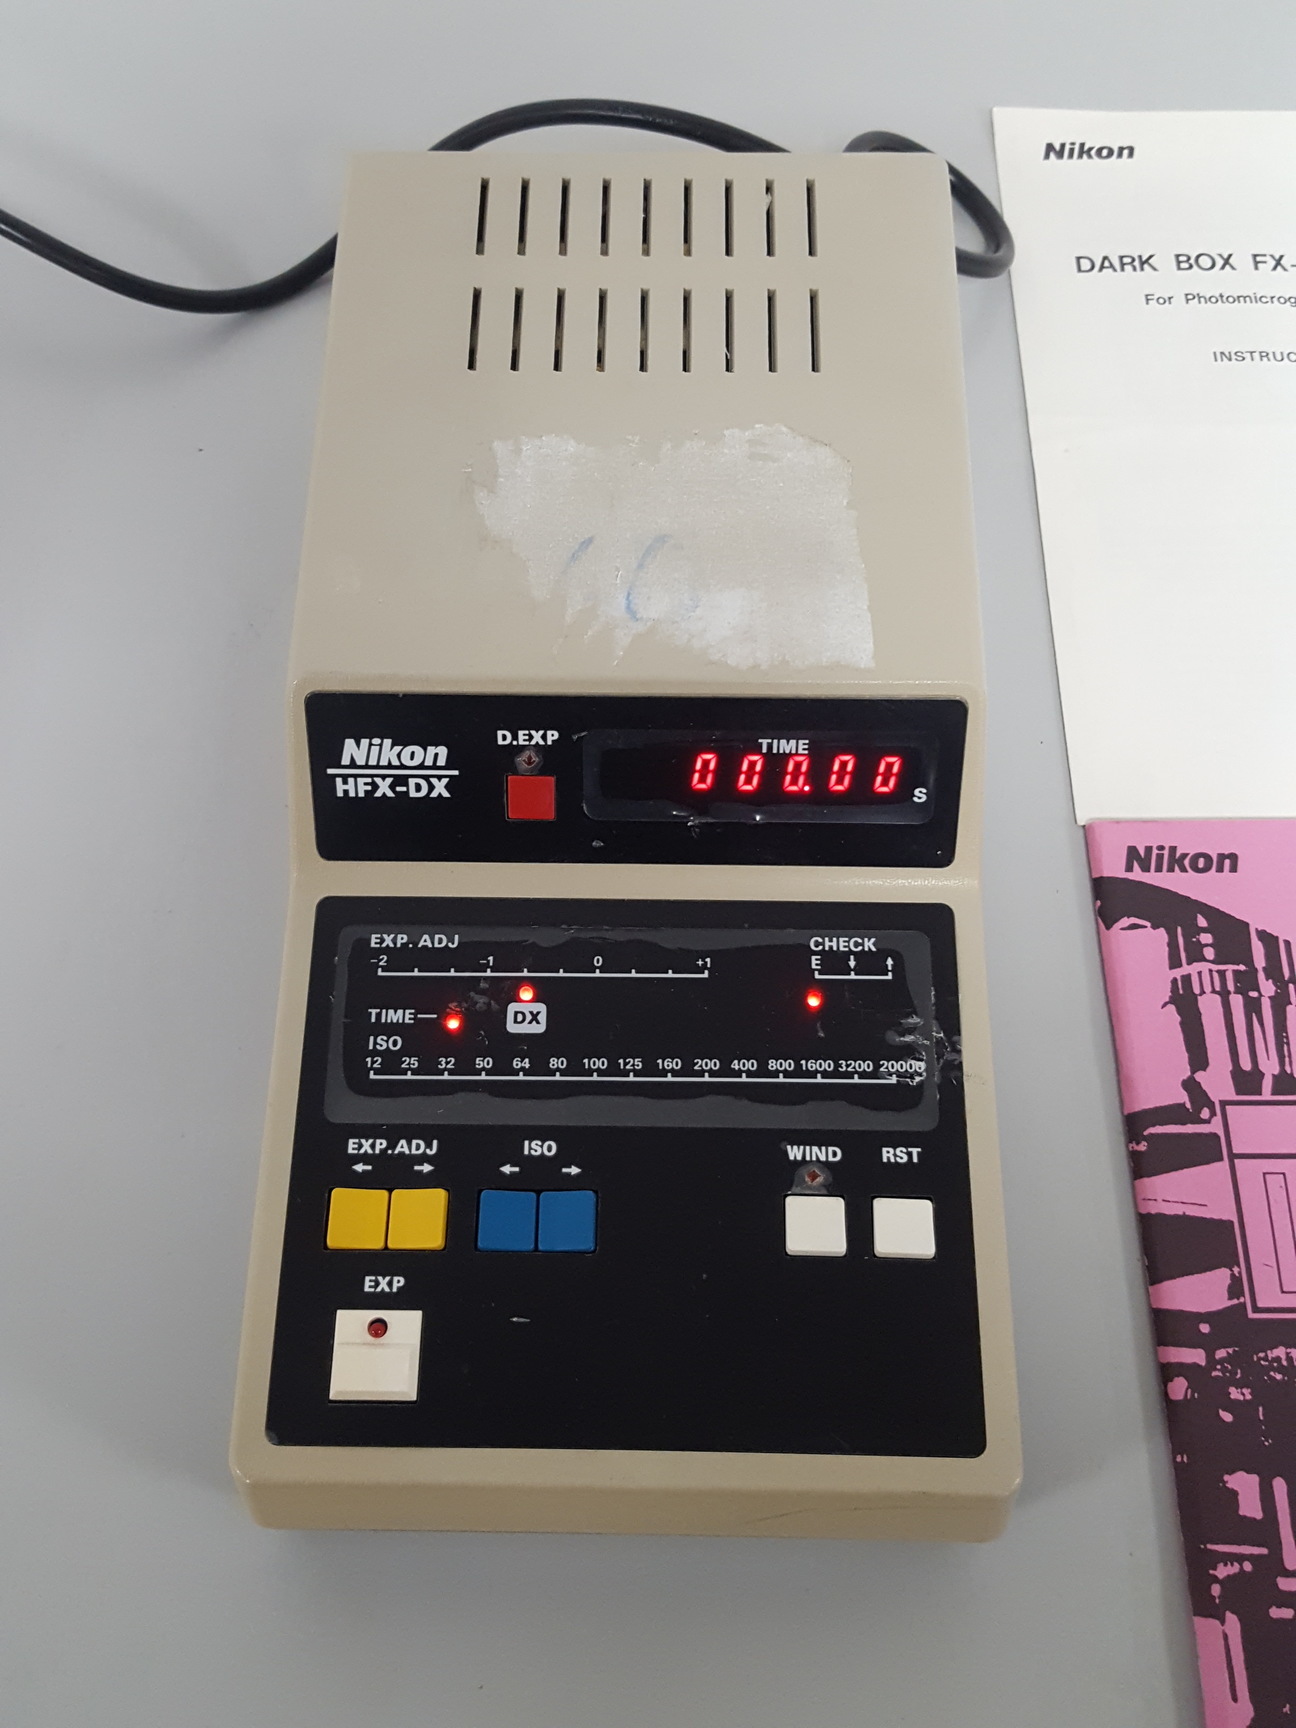 Nikon
DARK BOX FX-
For Photomicrog
INSTRUC
Nikon
HFX-DX
D.EXP
TIME
000.00
S
Nikon
EXP. ADJ
-2 -1 0 +1
CHECK
E
TIME
DX
ISO
12 25 32 50 64 80 100 125 160 200 400 800 1600 3200 20000
EXP.ADJ
ISO
WIND
RST
EXP